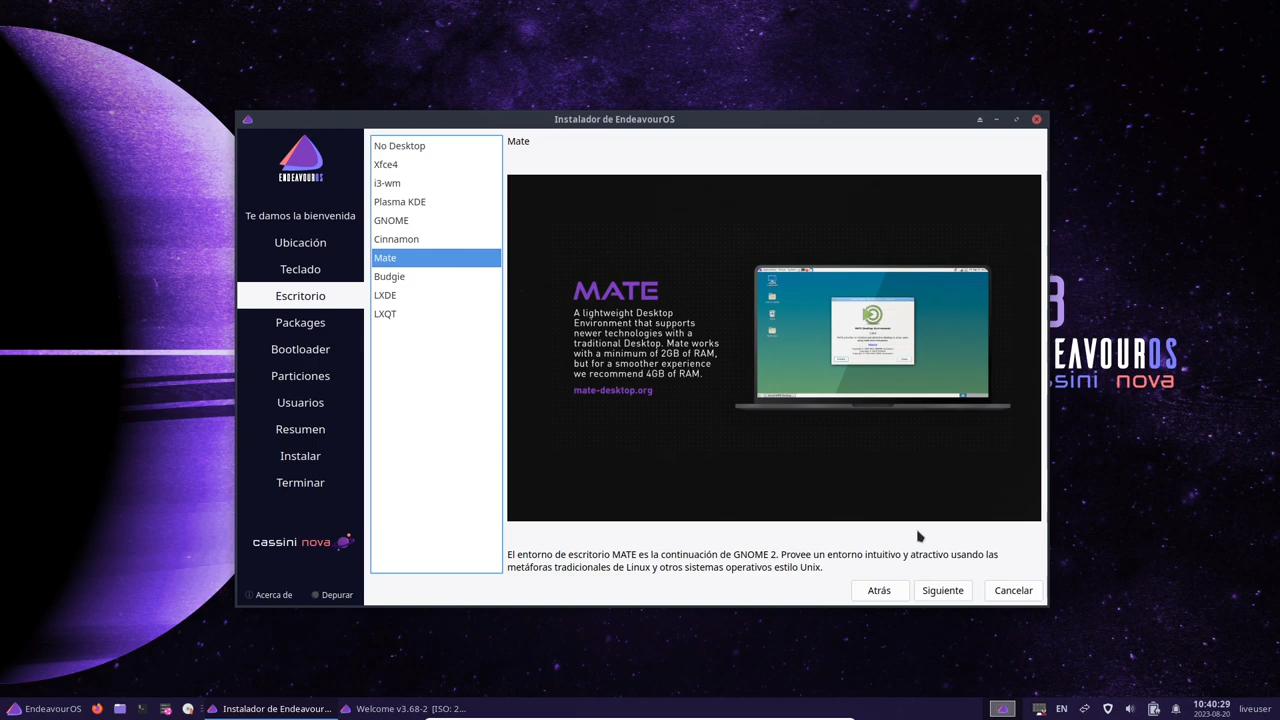 Instalador de EndeavourOS
ENDEAVOUROS
Te damos la bienvenida
Ubicación
Teclado
Escritorio
Packages
Bootloader
Particiones
Usuarios
Resumen
Instalar
Terminar
cassini nova
Acerca de
Depurar
No Desktop
Xfce4
i3-wm
Plasma KDE
GNOME
Cinnamon
Mate
Budgie
LXDE
LXQT
Mate
MATE
A lightweight Desktop
Environment that supports
newer technologies with a
traditional Desktop. Mate works
with a minimum of 2GB of RAM,
but for a smoother experience
we recommend 4GB of RAM.
mate-desktop.org
El entorno de escritorio MATE es la continuación de GNOME 2. Provee un entorno intuitivo y atractivo usando las
metáforas tradicionales de Linux y otros sistemas operativos estilo Unix.
Atrás
Siguiente
Cancelar
EAVOUROS
sini nova
EndeavourOS
Instalador de Endeavour...
Welcome v3.68-2 [ISO: 2...
EN
10:40:29
2023-08-20
liveuser